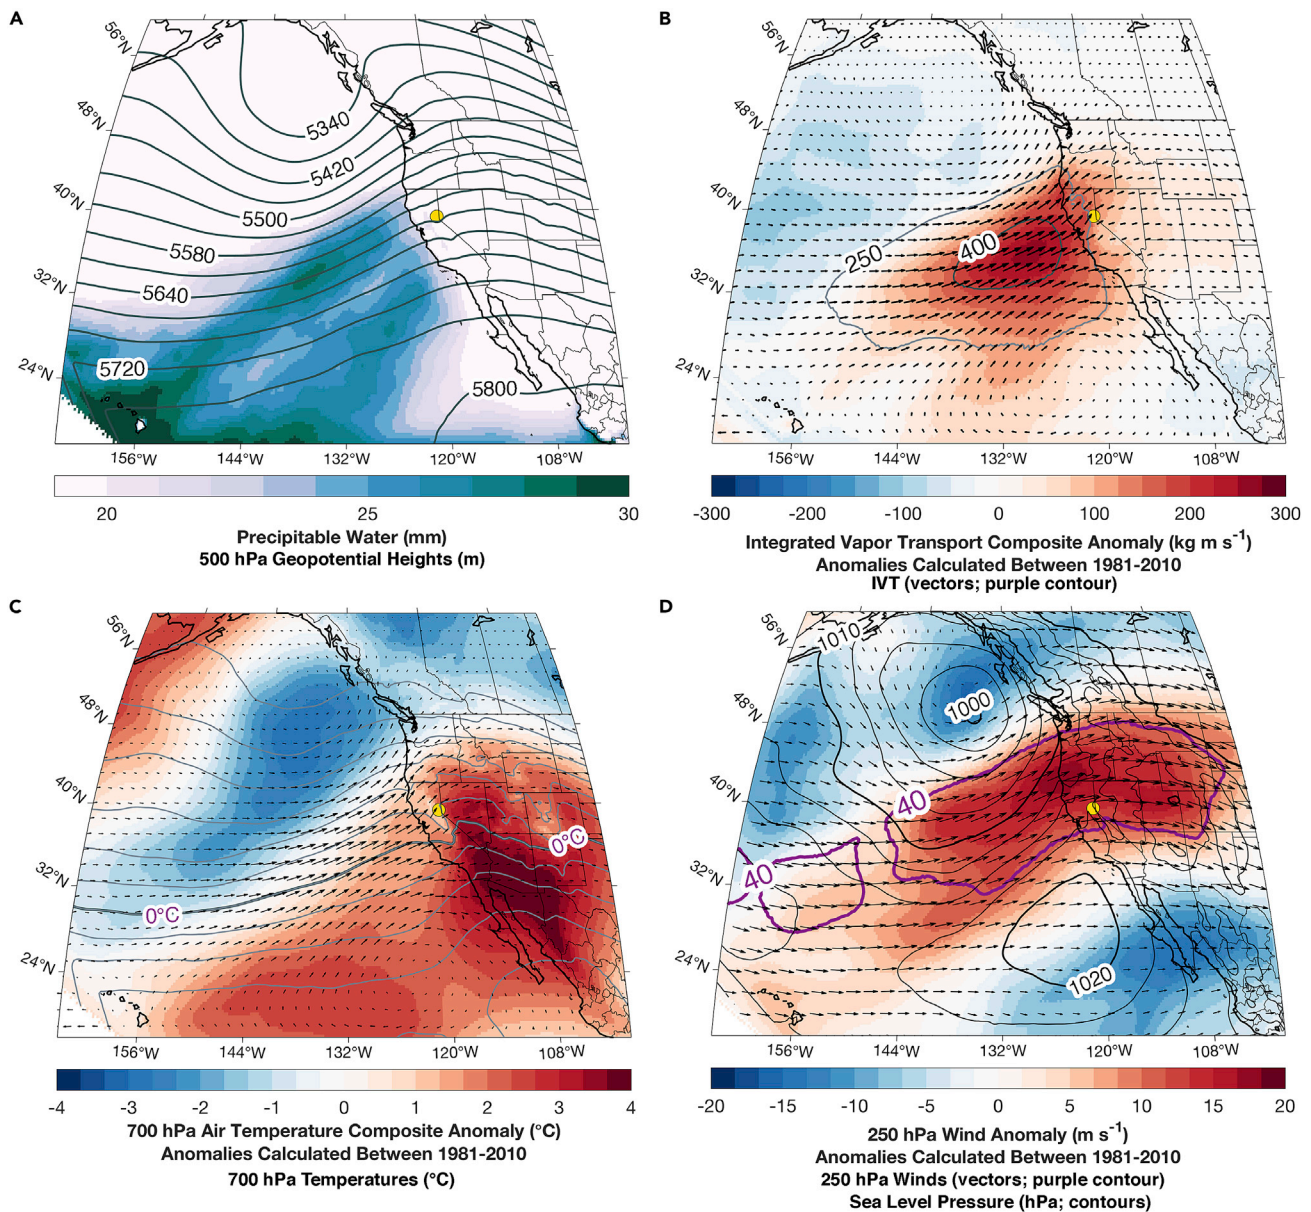 A
56°N
48°N
40°N
32°N
24°N
5340
5420
5500
5580
5640
5720
5800
156°W 144°W 132°W 120°W 108°W
20 25 30
Precipitable Water (mm)
500 hPa Geopotential Heights (m)
B
56°N
48°N
40°N
32°N
24°N
250
400
156°W 144°W 132°W 120°W 108°W
-300 -200 -100 0 100 200 300
Integrated Vapor Transport Composite Anomaly (kg m s⁻¹)
Anomalies Calculated Between 1981-2010
IVT (vectors; purple contour)
C
56°N
48°N
40°N
32°N
24°N
0°C
0°C
156°W 144°W 132°W 120°W 108°W
-4 -3 -2 -1 0 1 2 3 4
700 hPa Air Temperature Composite Anomaly (°C)
Anomalies Calculated Between 1981-2010
700 hPa Temperatures (°C)
D
56°N
48°N
40°N
32°N
24°N
1010
1000
40
40
1020
156°W 144°W 132°W 120°W 108°W
-20 -15 -10 -5 0 5 10 15 20
250 hPa Wind Anomaly (m s⁻¹)
Anomalies Calculated Between 1981-2010
250 hPa Winds (vectors; purple contour)
Sea Level Pressure (hPa; contours)